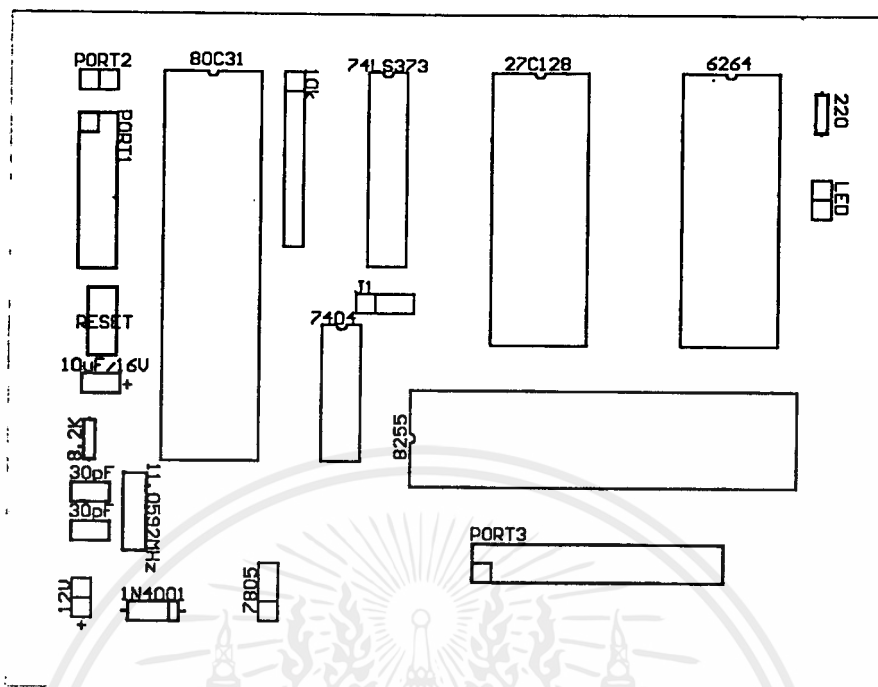 PORT2
80C31
10k
74LS373
27C128
6264
220
PORT1
LED
J1
RESET
7404
10uF/16V
+
8.2K
8255
30pF
30pF
11.0592MHz
PORT3
12V
+
1N4001
7805